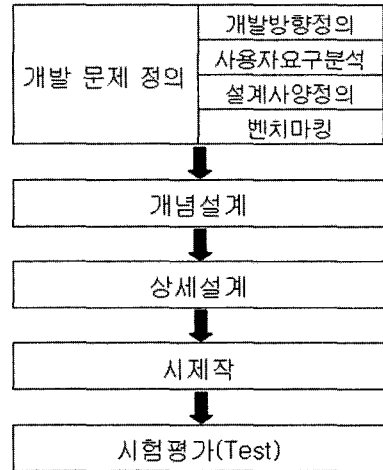 개발 문제 정의
개발방향정의
사용자요구분석
설계사양정의
벤치마킹
개념설계
상세설계
시제작
시험평가(Test)